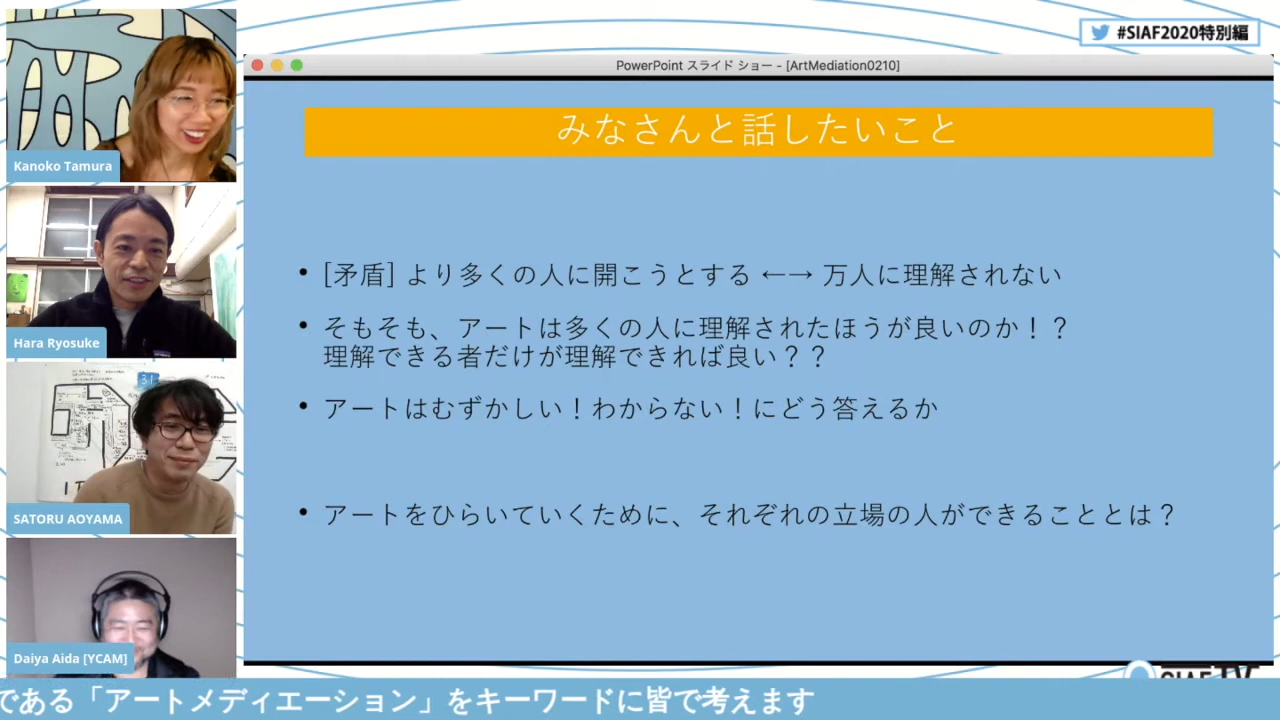 #SIAF2020特別編
PowerPoint スライド ショー - [ArtMediation0210]
みなさんと話したいこと
• [矛盾] より多くの人に開こうとする ←→ 万人に理解されない
• そもそも、アートは多くの人に理解されたほうが良いのか！？
理解できる者だけが理解できれば良い？？
• アートはむずかしい！わからない！にどう答えるか
• アートをひらいていくために、それぞれの立場の人ができることとは？
Kanoko Tamura
Hara Ryosuke
31
SATORU AOYAMA
Daiya Aida [YCAM]
SIAF TV
である「アートメディエーション」をキーワードに皆で考えます